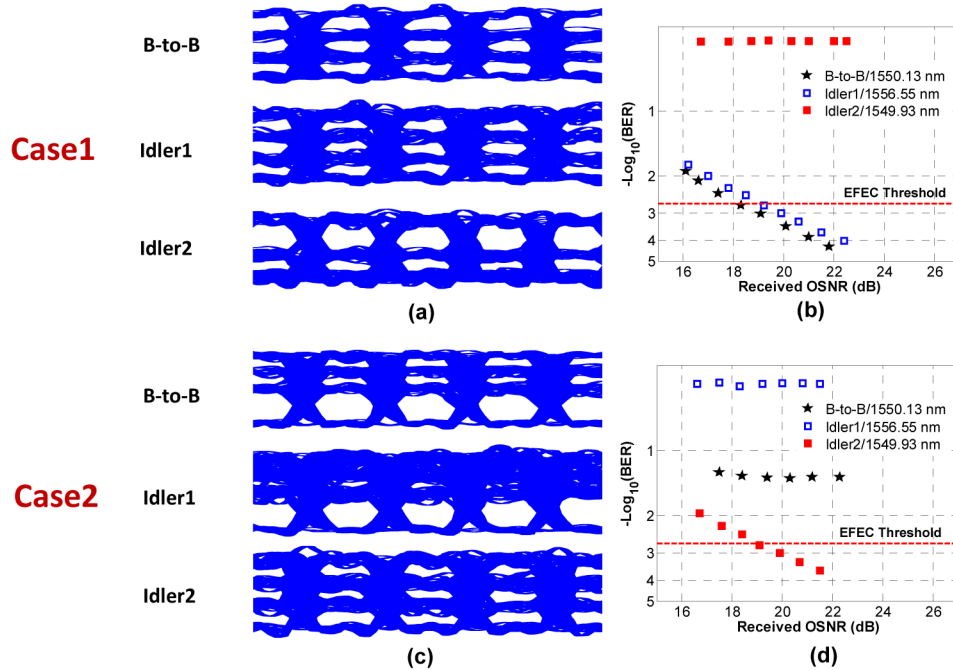 Case1
B-to-B
Idler1
Idler2
(a)
-Log10(BER)
1
2
3
4
5
B-to-B/1550.13 nm
Idler1/1556.55 nm
Idler2/1549.93 nm
EFEC Threshold
16 18 20 22 24 26
Received OSNR (dB)
(b)
Case2
B-to-B
Idler1
Idler2
(c)
-Log10(BER)
1
2
3
4
5
B-to-B/1550.13 nm
Idler1/1556.55 nm
Idler2/1549.93 nm
EFEC Threshold
16 18 20 22 24 26
Received OSNR (dB)
(d)